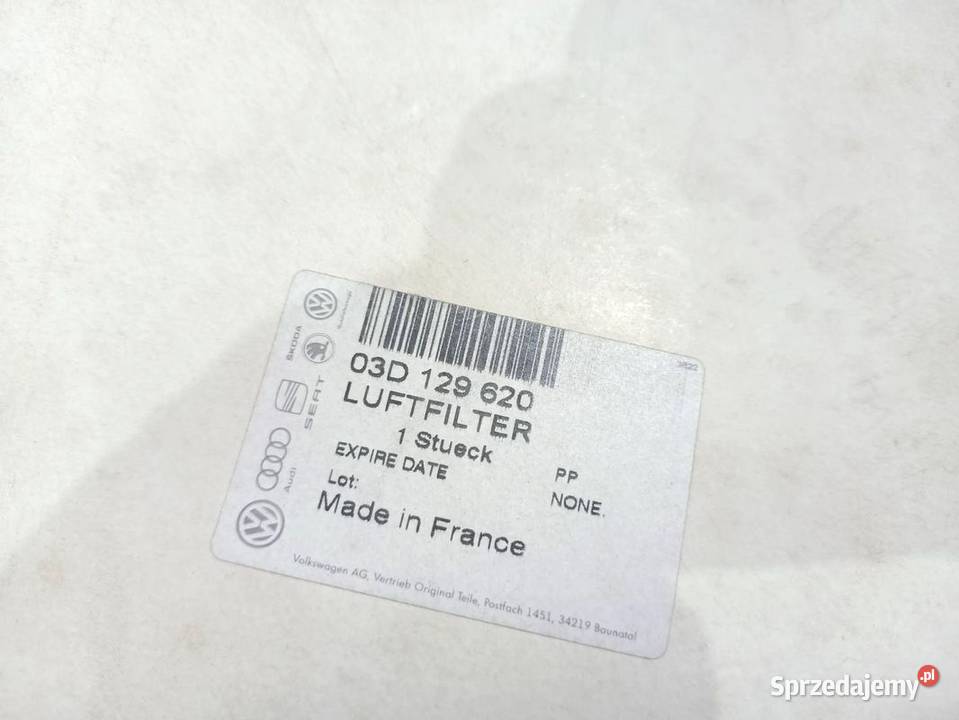 03D 129 620
LUFTFILTER
1 Stueck
EXPIRE DATE
PP
Lot:
NONE.
Made in France
Volkswagen AG, Vertrieb Original Teile, Postfach 1451, 34219 Baunatal
ŠKODA
SEAT
Audi
Sprzedajemy.pl